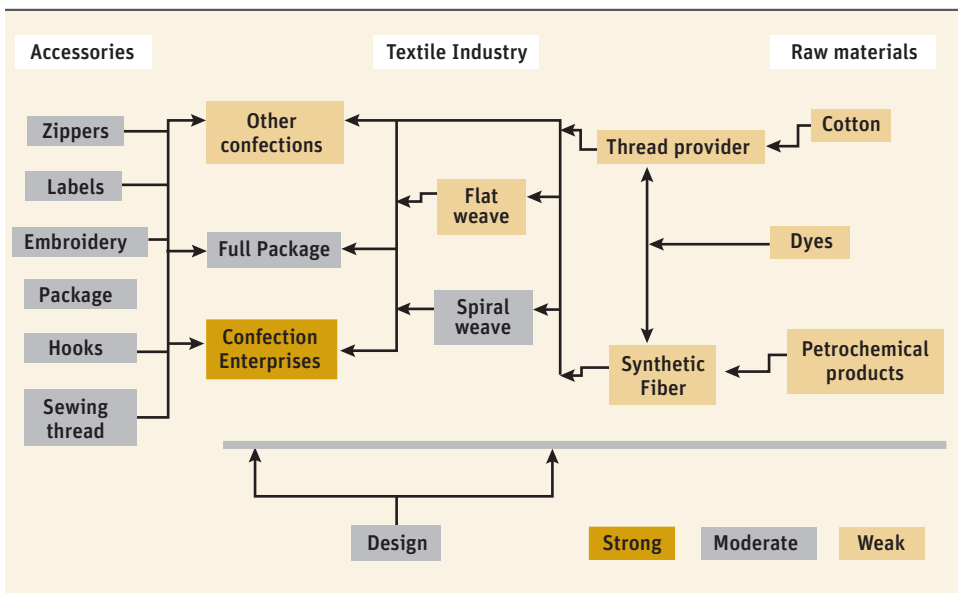 Accessories
Textile Industry
Raw materials
Zippers
Labels
Embroidery
Package
Hooks
Sewing
thread
Other
confections
Full Package
Confection
Enterprises
Flat
weave
Spiral
weave
Thread provider
Synthetic
Fiber
Cotton
Dyes
Petrochemical
products
Design
Strong
Moderate
Weak